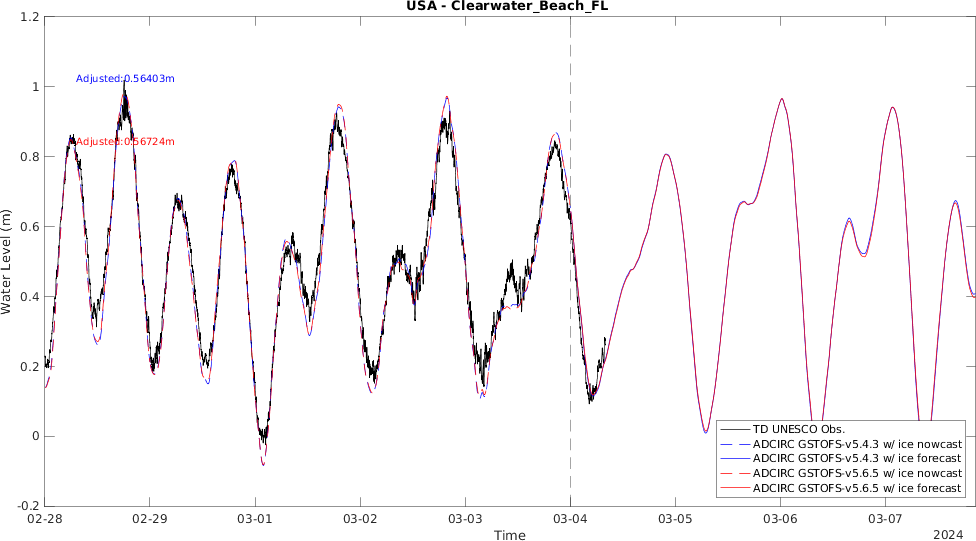 USA - Clearwater_Beach_FL
1.2
1
0.8
0.6
0.4
0.2
0
-0.2
Water Level (m)
Adjusted:0.56403m
Adjusted:0.56724m
02-28
02-29
03-01
03-02
03-03
03-04
03-05
03-06
03-07
Time
2024
TD UNESCO Obs.
ADCIRC GSTOFS-v5.4.3 w/ ice nowcast
ADCIRC GSTOFS-v5.4.3 w/ ice forecast
ADCIRC GSTOFS-v5.6.5 w/ ice nowcast
ADCIRC GSTOFS-v5.6.5 w/ ice forecast